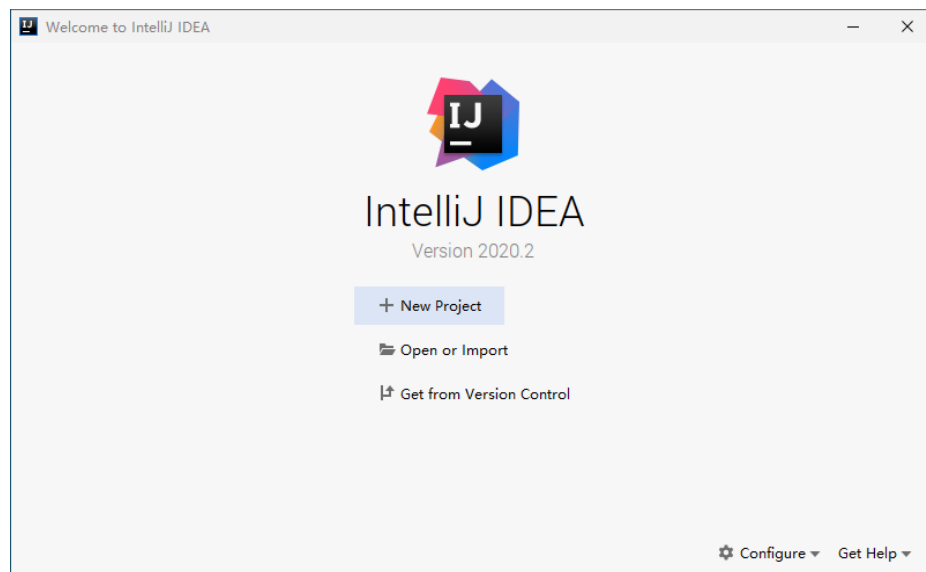 Welcome to IntelliJ IDEA
IJ
IntelliJ IDEA
Version 2020.2
New Project
Open or Import
Get from Version Control
Configure Get Help